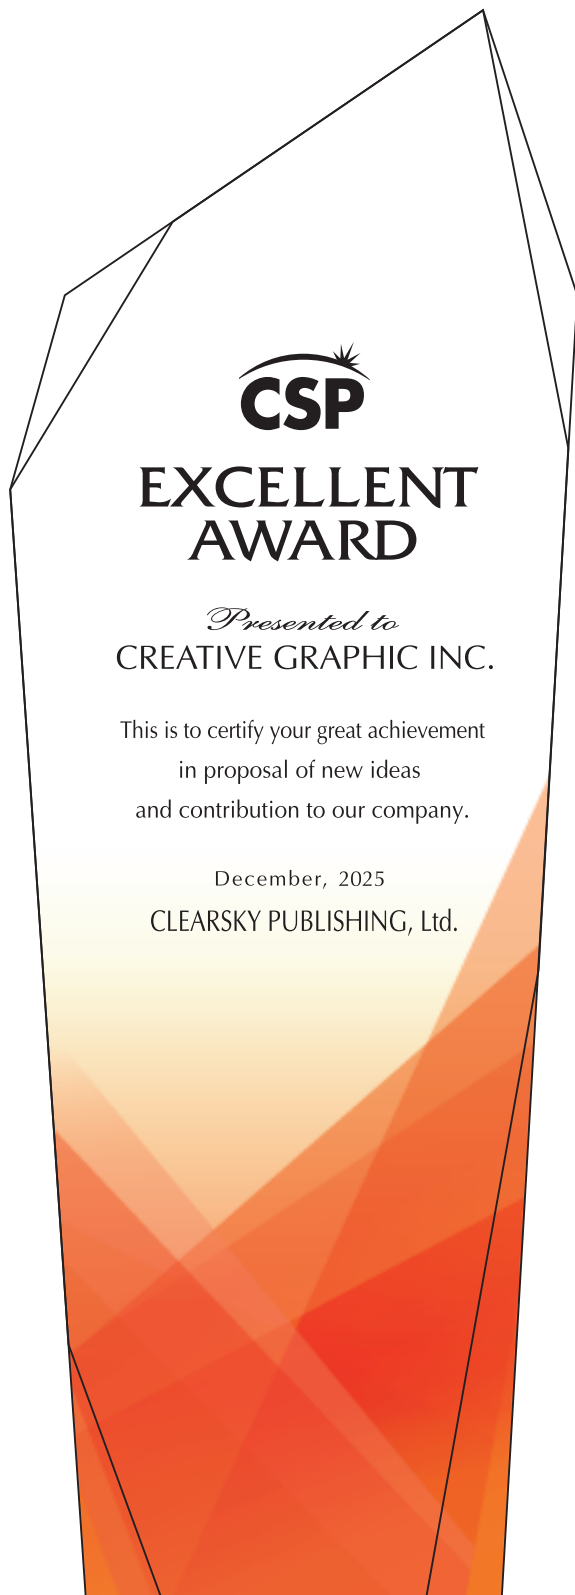 CSP
EXCELLENT
AWARD
Presented to
CREATIVE GRAPHIC INC.
This is to certify your great achievement
in proposal of new ideas
and contribution to our company.
December, 2025
CLEARSKY PUBLISHING, Ltd.